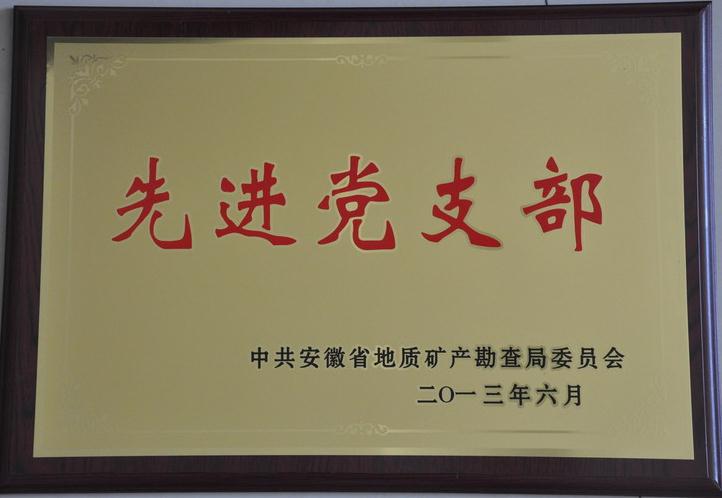 先进党支部
中共安徽省地质矿产勘查局委员会
二〇一三年六月